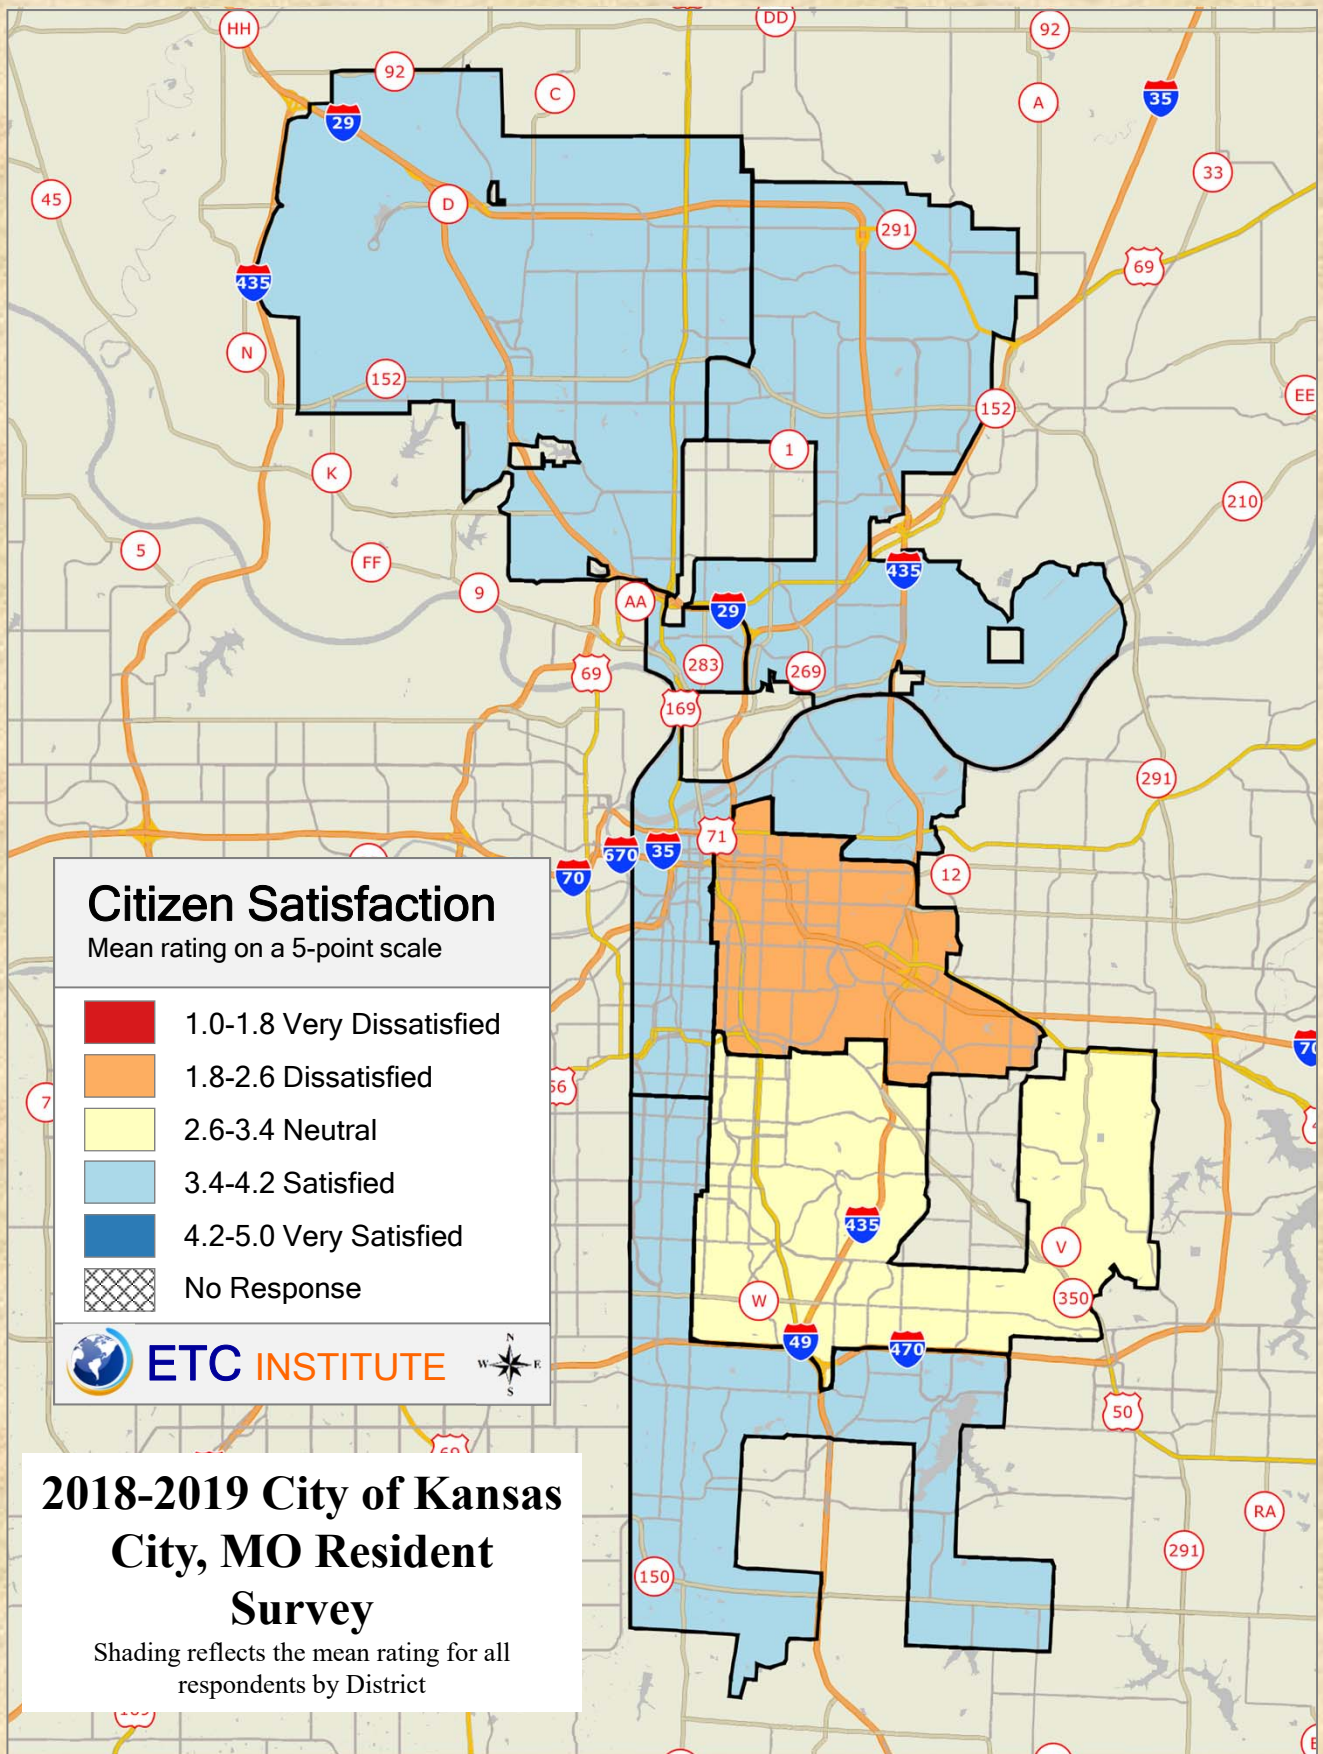 HH
DD
92
92
C
A
35
29
33
45
D
291
69
435
N
152
EE
152
1
K
210
5
FF
435
9
AA
29
283
269
69
169
291
71
670
35
70
12
Citizen Satisfaction
Mean rating on a 5-point scale
1.0-1.8 Very Dissatisfied
1.8-2.6 Dissatisfied
2.6-3.4 Neutral
3.4-4.2 Satisfied
4.2-5.0 Very Satisfied
No Response
ETC INSTITUTE
N
W
E
S
70
7
435
V
W
350
49
470
50
2018-2019 City of Kansas
City, MO Resident
Survey
Shading reflects the mean rating for all
respondents by District
RA
291
150